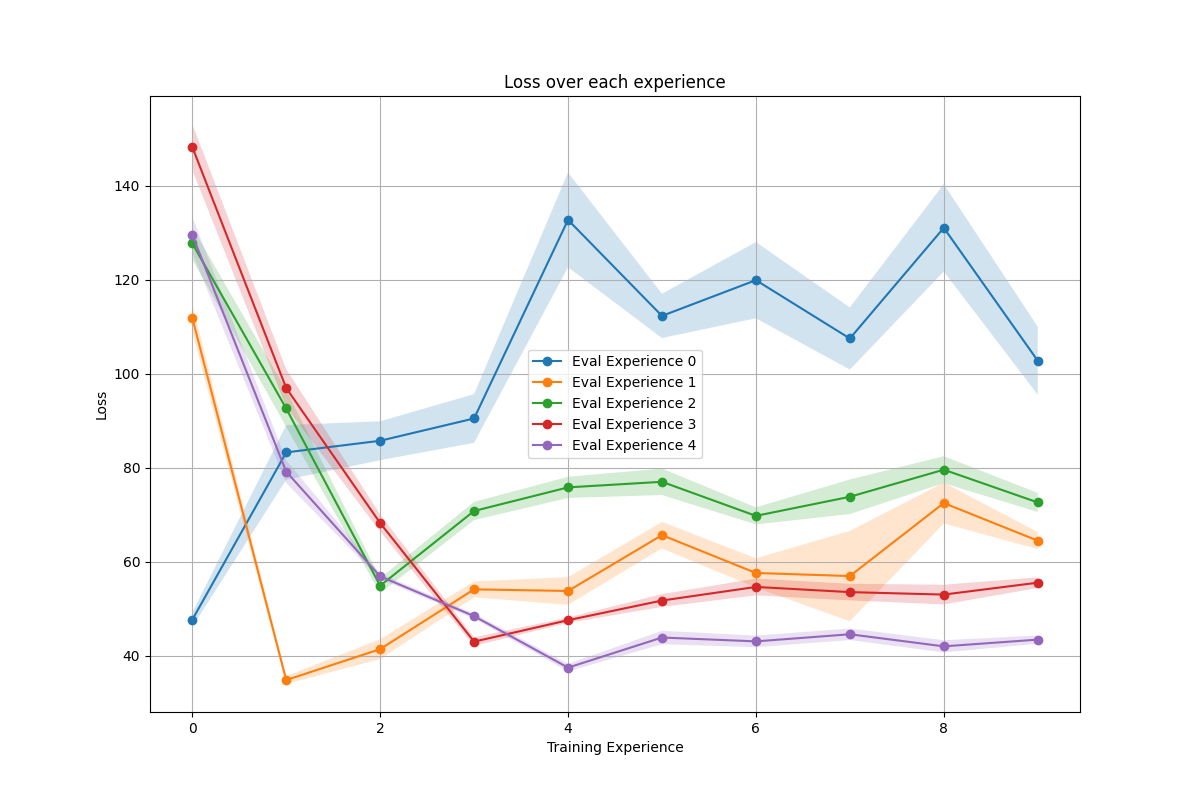 Loss over each experience
140
120
100
80
60
40
Loss
Eval Experience 0
Eval Experience 1
Eval Experience 2
Eval Experience 3
Eval Experience 4
0 2 4 6 8
Training Experience